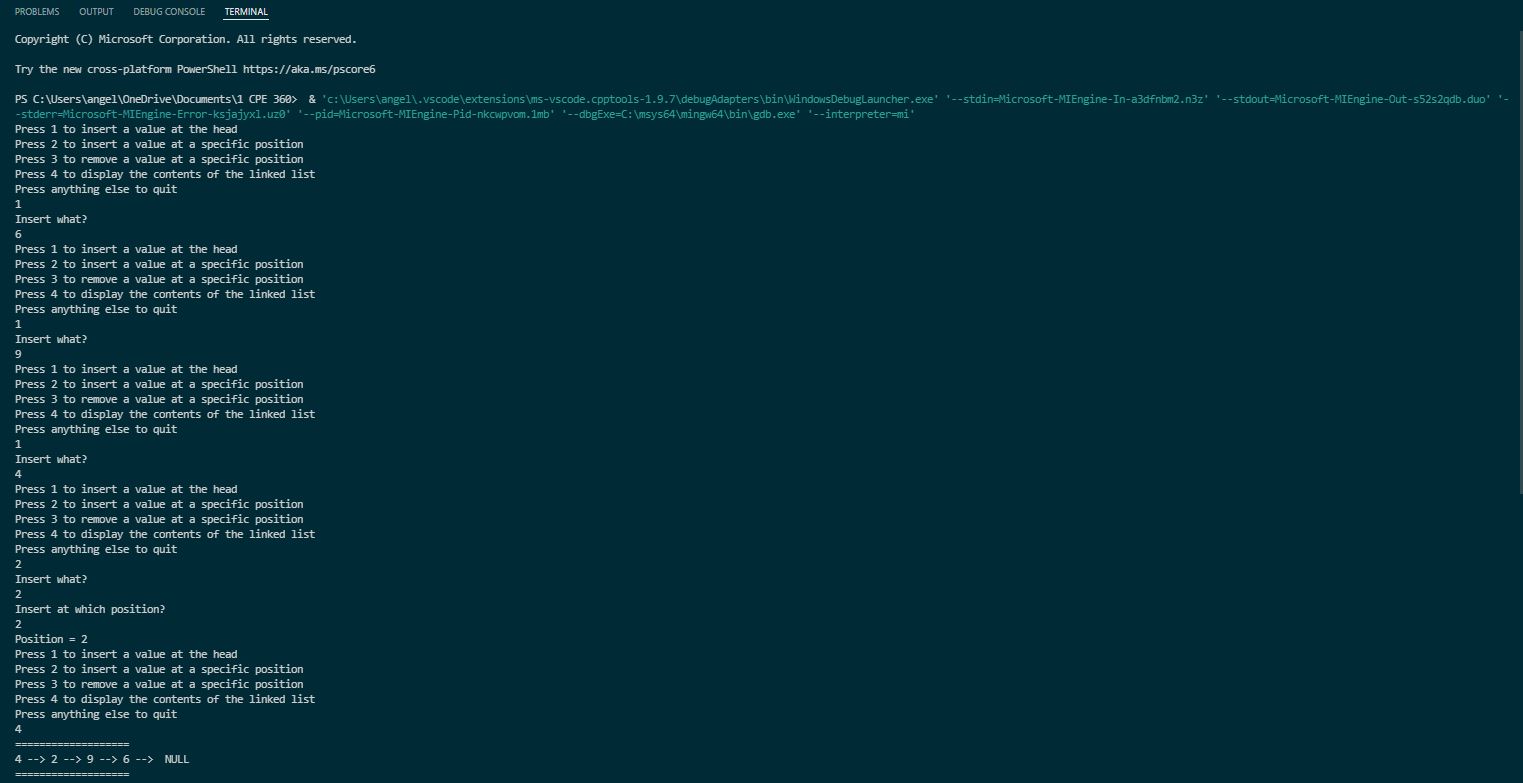 PROBLEMS OUTPUT DEBUG CONSOLE TERMINAL
Copyright (C) Microsoft Corporation. All rights reserved.
Try the new cross-platform PowerShell https://aka.ms/pscore6
PS C:\Users\angel\OneDrive\Documents\1 CPE 360>  & 'c:\Users\angel\.vscode\extensions\ms-vscode.cpptools-1.9.7\debugAdapters\bin\WindowsDebugLauncher.exe' '--stdin=Microsoft-MIEngine-In-a3dfnbm2.n3z' '--stdout=Microsoft-MIEngine-Out-s52s2qdb.duo' '-
-stderr=Microsoft-MIEngine-Error-ksjajyxl.uz0' '--pid=Microsoft-MIEngine-Pid-nkcwpvom.1mb' '--dbgExe=C:\msys64\mingw64\bin\gdb.exe' '--interpreter=mi'
Press 1 to insert a value at the head
Press 2 to insert a value at a specific position
Press 3 to remove a value at a specific position
Press 4 to display the contents of the linked list
Press anything else to quit
1
Insert what?
6
Press 1 to insert a value at the head
Press 2 to insert a value at a specific position
Press 3 to remove a value at a specific position
Press 4 to display the contents of the linked list
Press anything else to quit
1
Insert what?
9
Press 1 to insert a value at the head
Press 2 to insert a value at a specific position
Press 3 to remove a value at a specific position
Press 4 to display the contents of the linked list
Press anything else to quit
1
Insert what?
4
Press 1 to insert a value at the head
Press 2 to insert a value at a specific position
Press 3 to remove a value at a specific position
Press 4 to display the contents of the linked list
Press anything else to quit
2
Insert what?
2
Insert at which position?
2
Position = 2
Press 1 to insert a value at the head
Press 2 to insert a value at a specific position
Press 3 to remove a value at a specific position
Press 4 to display the contents of the linked list
Press anything else to quit
4
===================
4 --> 2 --> 9 --> 6 -->  NULL
===================